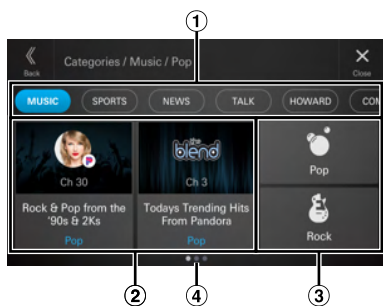 1
Back
Categories / Music / Pop
Close
MUSIC
SPORTS
NEWS
TALK
HOWARD
COM
the
blend
Ch 30
Ch 3
Rock & Pop from the
'90s & 2Ks
Pop
Todays Trending Hits
From Pandora
Pop
Pop
Rock
2
4
3